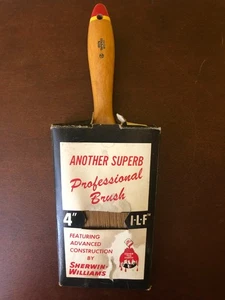 ANOTHER SUPERB
Professional
Brush
4" I-L-F
FEATURING
ADVANCED
CONSTRUCTION
BY
SHERWIN-
WILLIAMS